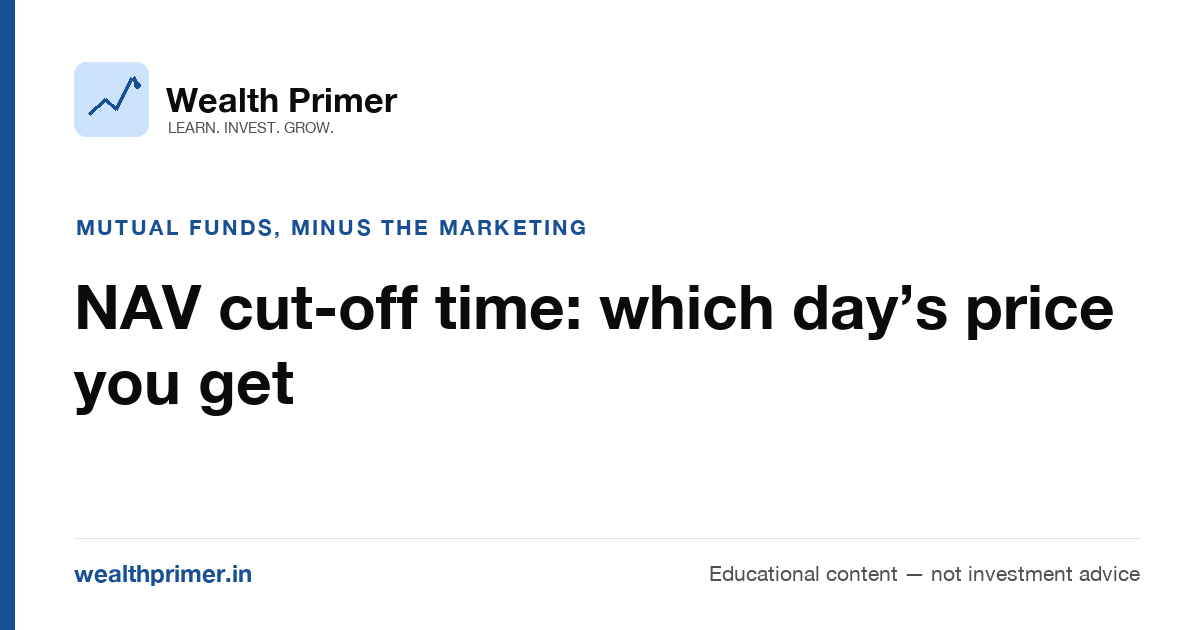 Wealth Primer
LEARN. INVEST. GROW.
MUTUAL FUNDS, MINUS THE MARKETING
NAV cut-off time: which day’s price
you get
wealthprimer.in
Educational content — not investment advice